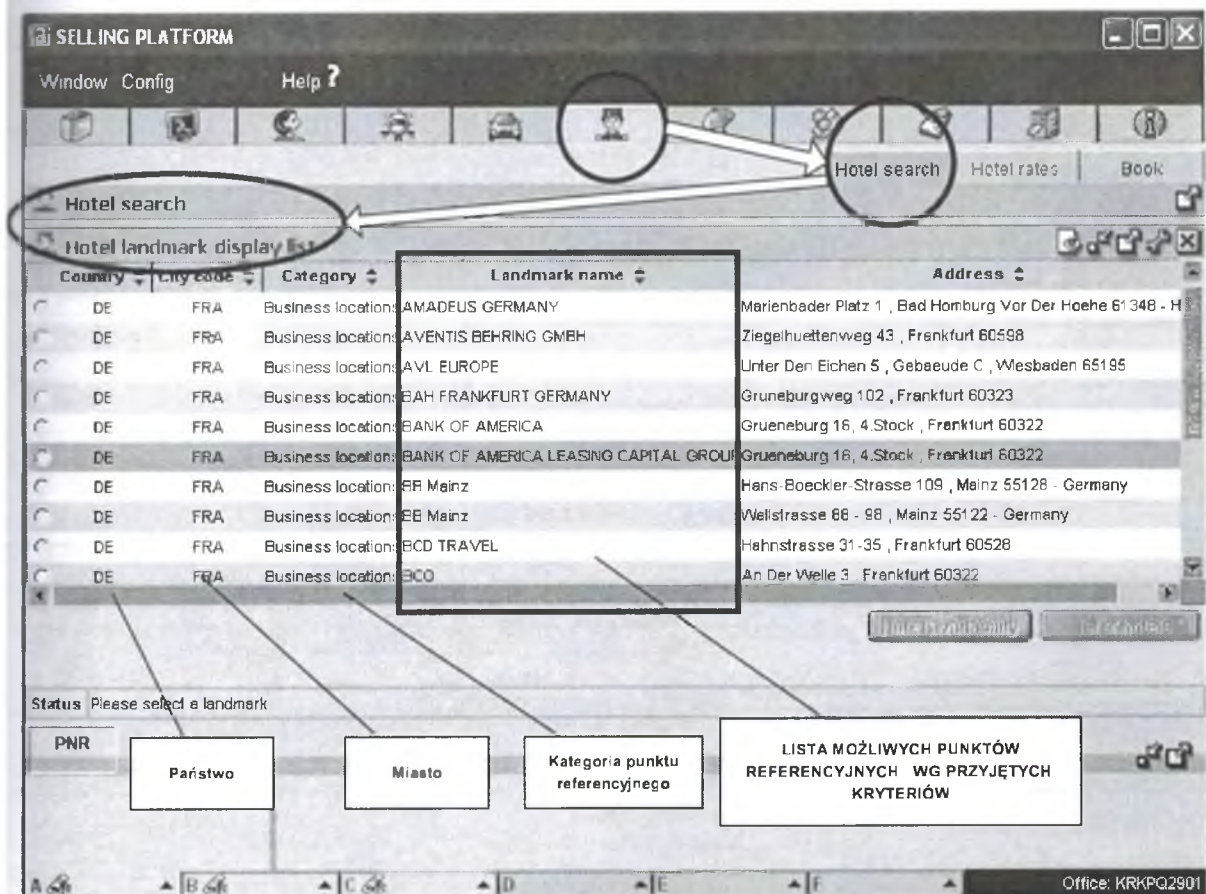 SELLING PLATFORM
Window Config Help ?
Hotel search Hotel rates Book
Hotel search
Hotel landmark display list
Country City code Category Landmark name Address
DE FRA Business location: AMADEUS GERMANY Marienbader Platz 1 , Bad Homburg Vor Der Hoehe 61348 - H
DE FRA Business location: AVENTIS BEHRING GMBH Ziegelhuettenweg 43 , Frankfurt 60598
DE FRA Business location: AVL EUROPE Unter Den Eichen 5 , Gebaeude C , Wiesbaden 65195
DE FRA Business location: BAH FRANKFURT GERMANY Gruneburgweg 102 , Frankfurt 60323
DE FRA Business location: BANK OF AMERICA Grueneburg 16, 4.Stock , Frankfurt 60322
DE FRA Business location: BANK OF AMERICA LEASING CAPITAL GROUP Grueneburg 16, 4.Stock , Frankfurt 60322
DE FRA Business location: Mainz Hans-Boeckler-Strasse 109 , Mainz 55128 - Germany
DE FRA Business location: Mainz 88 - 98 , Mainz 55122 - Germany
DE FRA Business location: BCD TRAVEL Hahnstrasse 31-35 , Frankfurt 60528
DE FRA Business location: An Der Welle 3 Frankfurt 60322
Status Please select a landmark
PNR
Państwo
Miasto
Kategoria punktu
referencyjnego
LISTA MOŻLIWYCH PUNKTÓW
REFERENCYJNYCH WG PRZYJĘTYCH
KRYTERIÓW
A B C D E F Office: KRKPQ2901